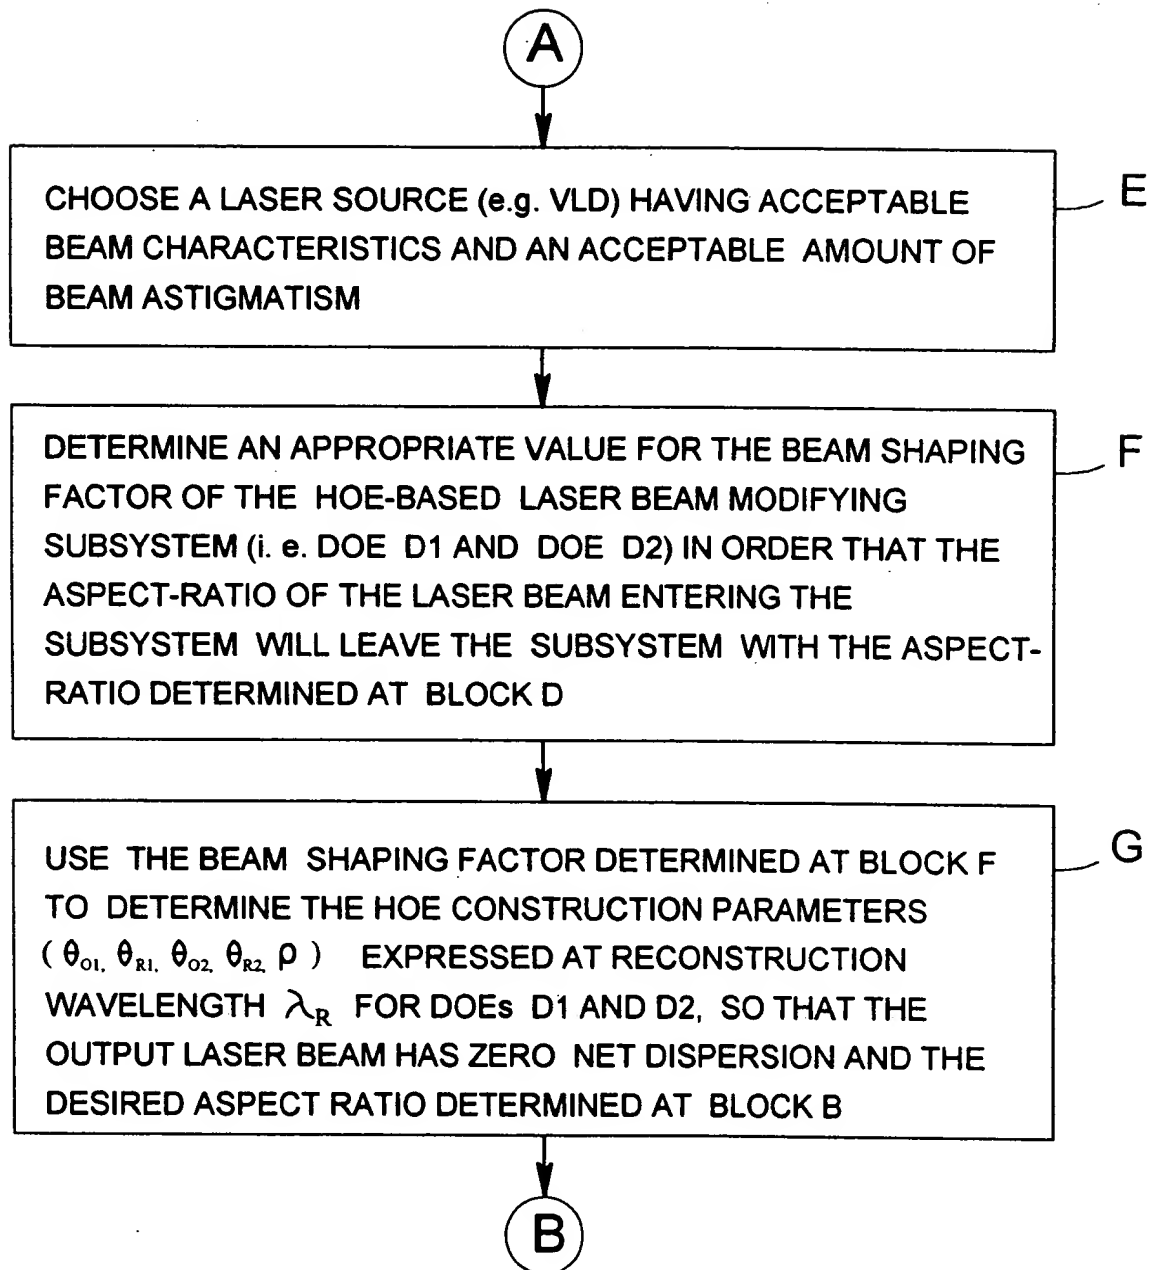 A
CHOOSE A LASER SOURCE (e.g. VLD) HAVING ACCEPTABLE
BEAM CHARACTERISTICS AND AN ACCEPTABLE AMOUNT OF
BEAM ASTIGMATISM
E
DETERMINE AN APPROPRIATE VALUE FOR THE BEAM SHAPING
FACTOR OF THE HOE-BASED LASER BEAM MODIFYING
SUBSYSTEM (i. e. DOE D1 AND DOE D2) IN ORDER THAT THE
ASPECT-RATIO OF THE LASER BEAM ENTERING THE
SUBSYSTEM WILL LEAVE THE SUBSYSTEM WITH THE ASPECT-
RATIO DETERMINED AT BLOCK D
F
USE THE BEAM SHAPING FACTOR DETERMINED AT BLOCK F
TO DETERMINE THE HOE CONSTRUCTION PARAMETERS
( θO1, θR1, θO2, θR2, ρ ) EXPRESSED AT RECONSTRUCTION
WAVELENGTH λR FOR DOEs D1 AND D2, SO THAT THE
OUTPUT LASER BEAM HAS ZERO NET DISPERSION AND THE
DESIRED ASPECT RATIO DETERMINED AT BLOCK B
G
B